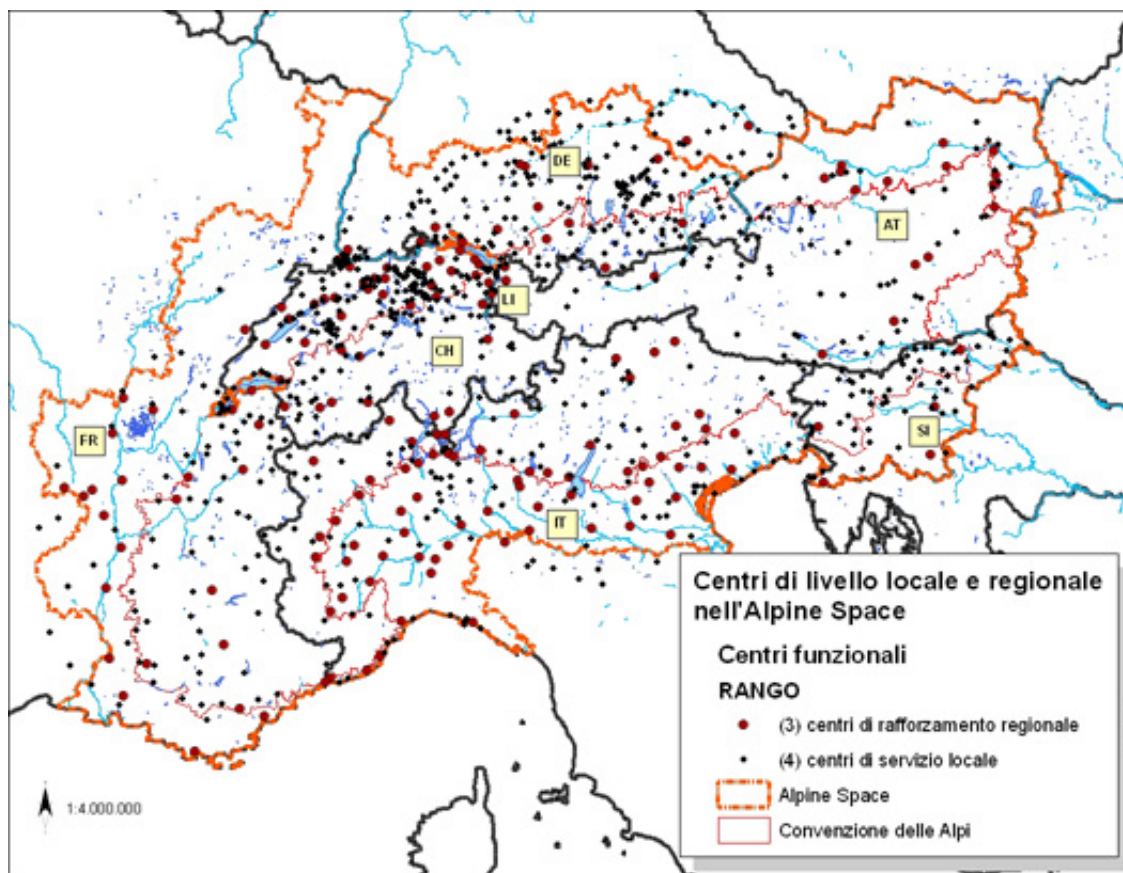 DE
AT
LI
CH
FR
SI
IT
Centri di livello locale e regionale
nell'Alpine Space
Centri funzionali
RANGO
(3) centri di rafforzamento regionale
(4) centri di servizio locale
Alpine Space
Convenzione delle Alpi
1:4.000.000